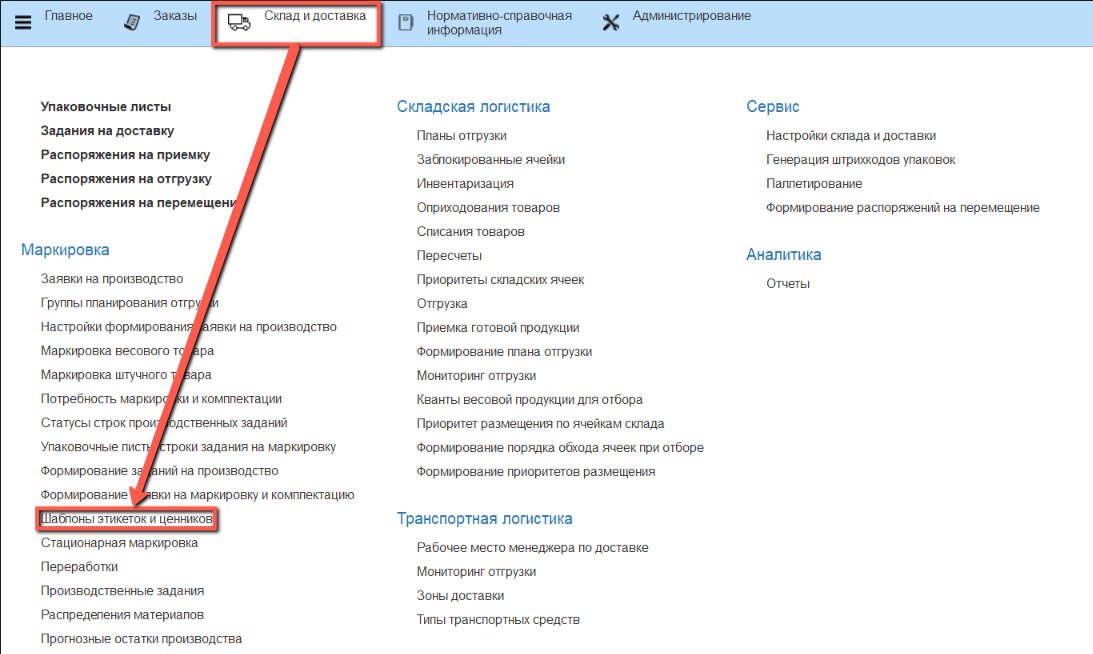 Главное
Заказы
Склад и доставка
Нормативно-справочная
информация
Администрирование
Упаковочные листы
Задания на доставку
Распоряжения на приемку
Распоряжения на отгрузку
Распоряжения на перемещени
Маркировка
Заявки на производство
Группы планирования отгрузки
Настройки формирования заявки на производство
Маркировка весового товара
Маркировка штучного товара
Потребность маркировки и комплектации
Статусы строк производственных заданий
Упаковочные листы строки задания на маркировку
Формирование заданий на производство
Формирование заявки на маркировку и комплпектацию
Шаблоны этикеток и ценников
Стационарная маркировка
Переработки
Производственные задания
Распределения материалов
Прогнозные остатки производства
Складская логистика
Планы отгрузки
Заблокированные ячейки
Инвентаризация
Оприходования товаров
Списания товаров
Пересчеты
Приоритеты складских ячеек
Отгрузка
Приемка готовой продукции
Формирование плана отгрузки
Мониторинг отгрузки
Кванты весовой продукции для отбора
Приоритет размещения по ячейкам склада
Формирование порядка обхода ячеек при отборе
Формирование приоритетов размещения
Транспортная логистика
Рабочее место менеджера по доставке
Мониторинг отгрузки
Зоны доставки
Типы транспортных средств
Сервис
Настройки склада и доставки
Генерация штрихкодов упаковок
Паллетирование
Формирование распоряжений на перемещение
Аналитика
Отчеты